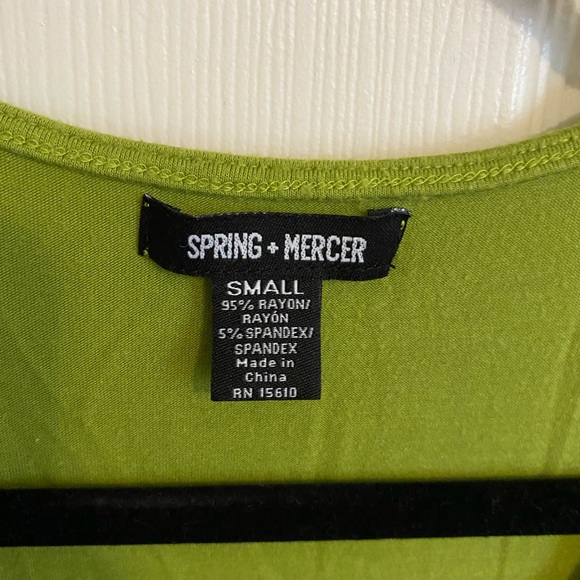 SPRING + MERCER
SMALL
95% RAYON/
RAYÓN
5% SPANDEX/
SPANDEX
Made in
China
RN 15610